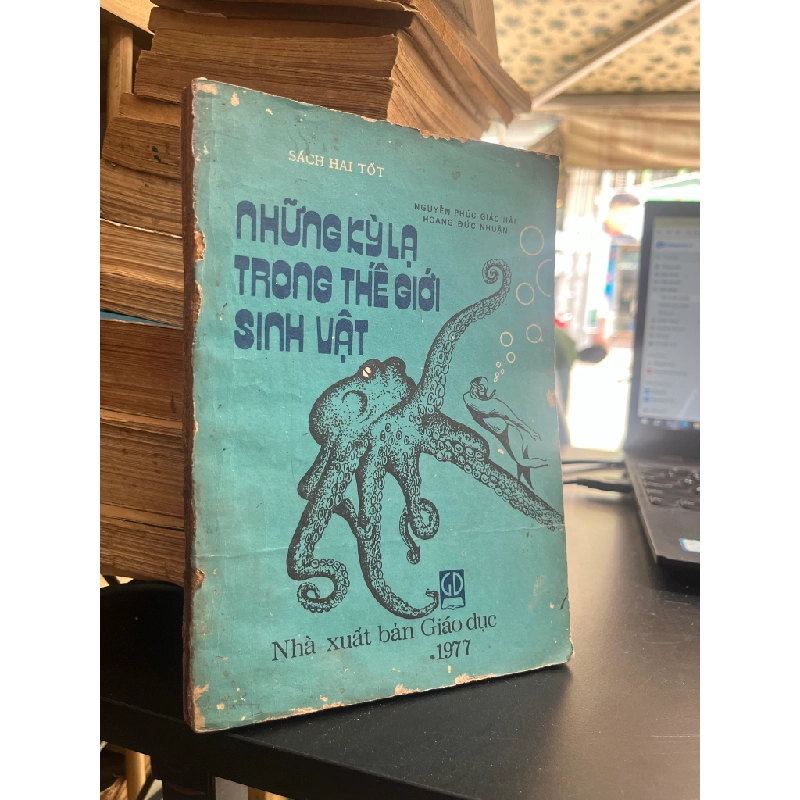 SÁCH HAI TỐT
NGUYỄN PHÚC GIÁC HẢI
HOÀNG ĐỨC NHUẬN
NHỮNG KỲ LẠ
TRONG THẾ GIỚI
SINH VẬT
GD
Nhà xuất bản Giáo dục
1977